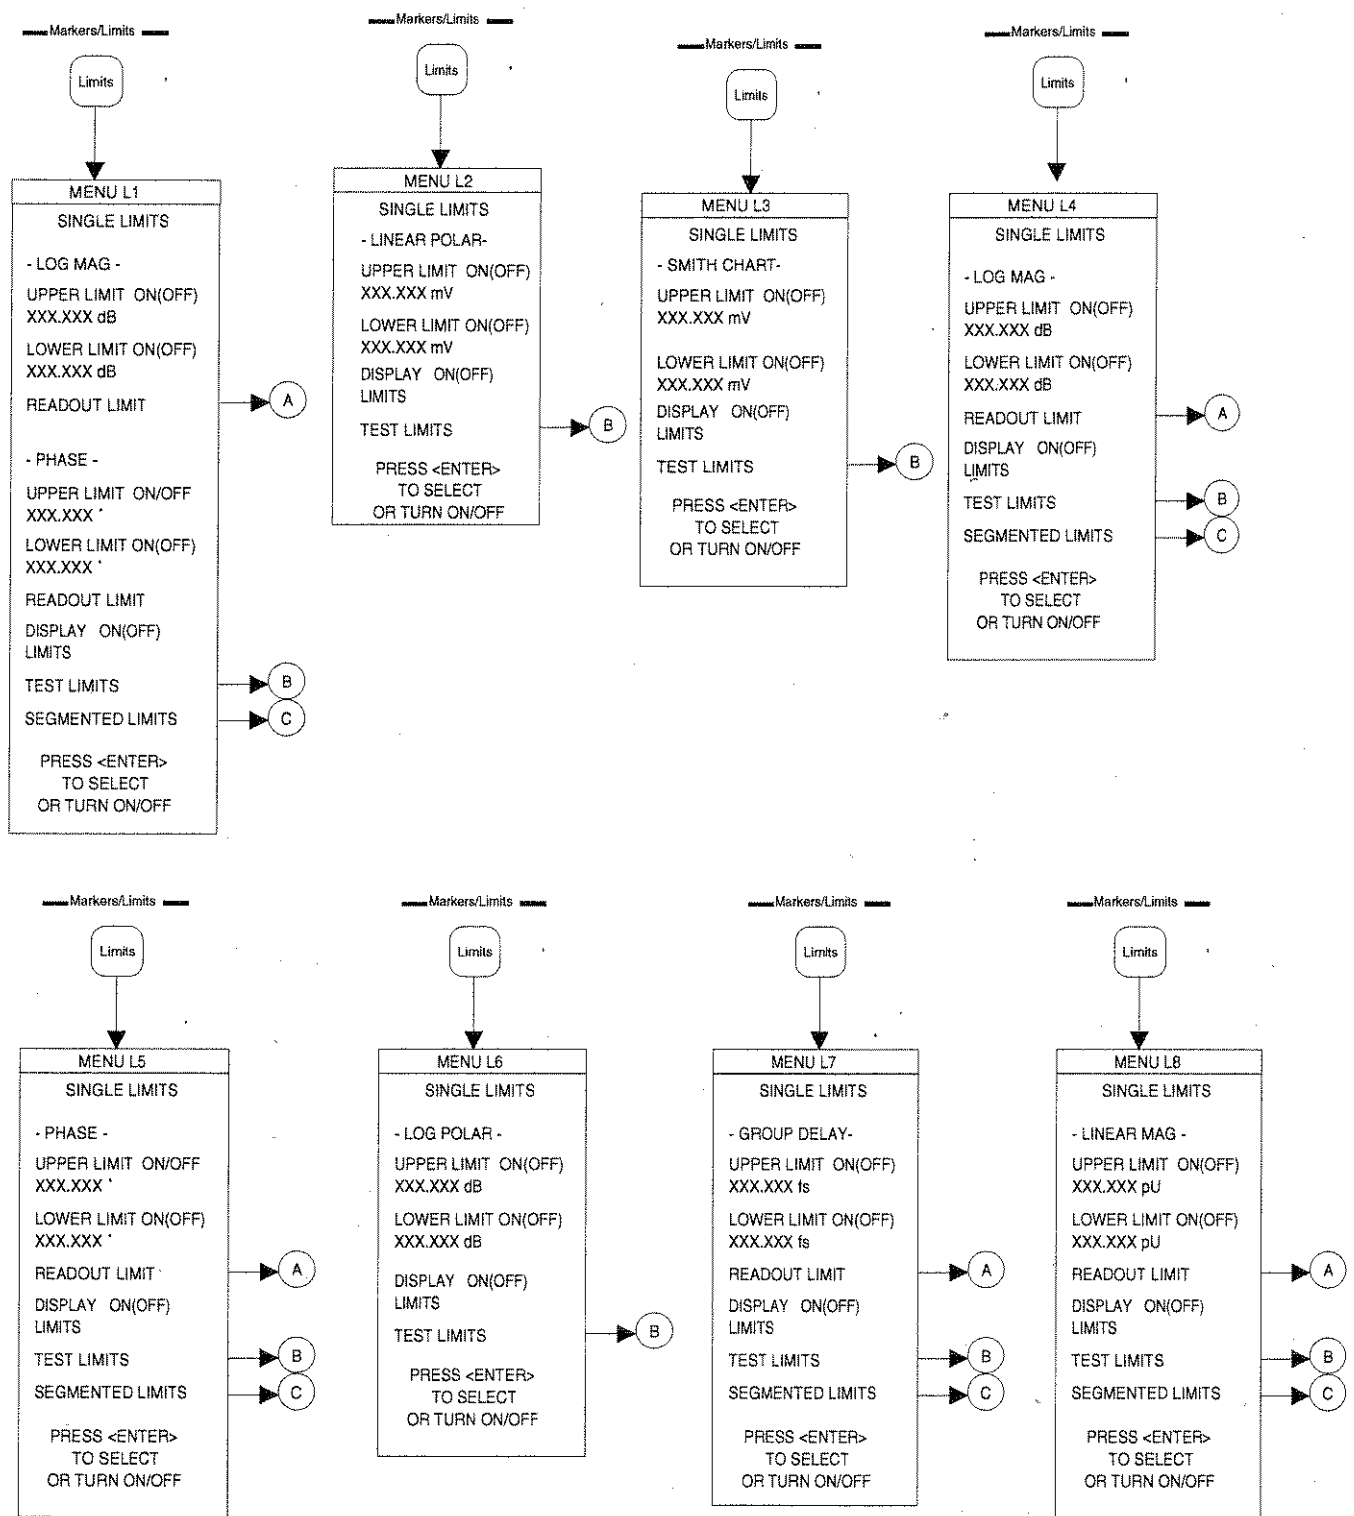 Markers/Limits
Limits
MENU L1
SINGLE LIMITS
- LOG MAG -
UPPER LIMIT ON(OFF)
XXX.XXX dB
LOWER LIMIT ON(OFF)
XXX.XXX dB
READOUT LIMIT
A
- PHASE -
UPPER LIMIT ON/OFF
XXX.XXX °
LOWER LIMIT ON(OFF)
XXX.XXX °
READOUT LIMIT
DISPLAY ON(OFF)
LIMITS
TEST LIMITS
B
SEGMENTED LIMITS
C
PRESS <ENTER>
TO SELECT
OR TURN ON/OFF
Markers/Limits
Limits
MENU L2
SINGLE LIMITS
- LINEAR POLAR-
UPPER LIMIT ON(OFF)
XXX.XXX mV
LOWER LIMIT ON(OFF)
XXX.XXX mV
DISPLAY ON(OFF)
LIMITS
TEST LIMITS
B
PRESS <ENTER>
TO SELECT
OR TURN ON/OFF
Markers/Limits
Limits
MENU L3
SINGLE LIMITS
- SMITH CHART-
UPPER LIMIT ON(OFF)
XXX.XXX mV
LOWER LIMIT ON(OFF)
XXX.XXX mV
DISPLAY ON(OFF)
LIMITS
TEST LIMITS
B
PRESS <ENTER>
TO SELECT
OR TURN ON/OFF
Markers/Limits
Limits
MENU L4
SINGLE LIMITS
- LOG MAG -
UPPER LIMIT ON(OFF)
XXX.XXX dB
LOWER LIMIT ON(OFF)
XXX.XXX dB
READOUT LIMIT
A
DISPLAY ON(OFF)
LIMITS
TEST LIMITS
B
SEGMENTED LIMITS
C
PRESS <ENTER>
TO SELECT
OR TURN ON/OFF
Markers/Limits
Limits
MENU L5
SINGLE LIMITS
- PHASE -
UPPER LIMIT ON/OFF
XXX.XXX °
LOWER LIMIT ON(OFF)
XXX.XXX °
READOUT LIMIT
A
DISPLAY ON(OFF)
LIMITS
TEST LIMITS
B
SEGMENTED LIMITS
C
PRESS <ENTER>
TO SELECT
OR TURN ON/OFF
Markers/Limits
Limits
MENU L6
SINGLE LIMITS
- LOG POLAR -
UPPER LIMIT ON(OFF)
XXX.XXX dB
LOWER LIMIT ON(OFF)
XXX.XXX dB
DISPLAY ON(OFF)
LIMITS
TEST LIMITS
B
PRESS <ENTER>
TO SELECT
OR TURN ON/OFF
Markers/Limits
Limits
MENU L7
SINGLE LIMITS
- GROUP DELAY-
UPPER LIMIT ON(OFF)
XXX.XXX fs
LOWER LIMIT ON(OFF)
XXX.XXX fs
READOUT LIMIT
A
DISPLAY ON(OFF)
LIMITS
TEST LIMITS
B
SEGMENTED LIMITS
C
PRESS <ENTER>
TO SELECT
OR TURN ON/OFF
Markers/Limits
Limits
MENU L8
SINGLE LIMITS
- LINEAR MAG -
UPPER LIMIT ON(OFF)
XXX.XXX pU
LOWER LIMIT ON(OFF)
XXX.XXX pU
READOUT LIMIT
A
DISPLAY ON(OFF)
LIMITS
TEST LIMITS
B
SEGMENTED LIMITS
C
PRESS <ENTER>
TO SELECT
OR TURN ON/OFF